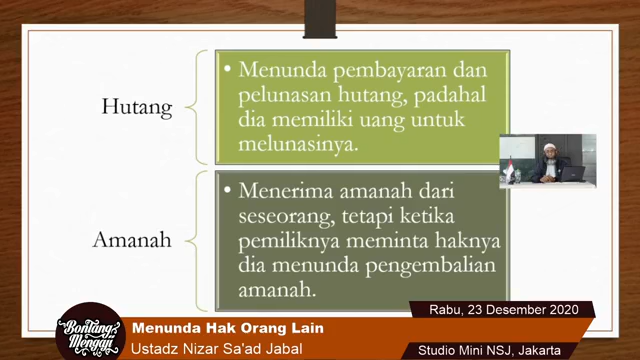 Hutang
• Menunda pembayaran dan
pelunasan hutang, padahal
dia memiliki uang untuk
melunasinya.
Amanah
• Menerima amanah dari
seseorang, tetapi ketika
pemiliknya meminta haknya
dia menunda pengembalian
amanah.
Rabu, 23 Desember 2020
Bontang
Mengaji
Menunda Hak Orang Lain
Ustadz Nizar Sa'ad Jabal
Studio Mini NSJ, Jakarta